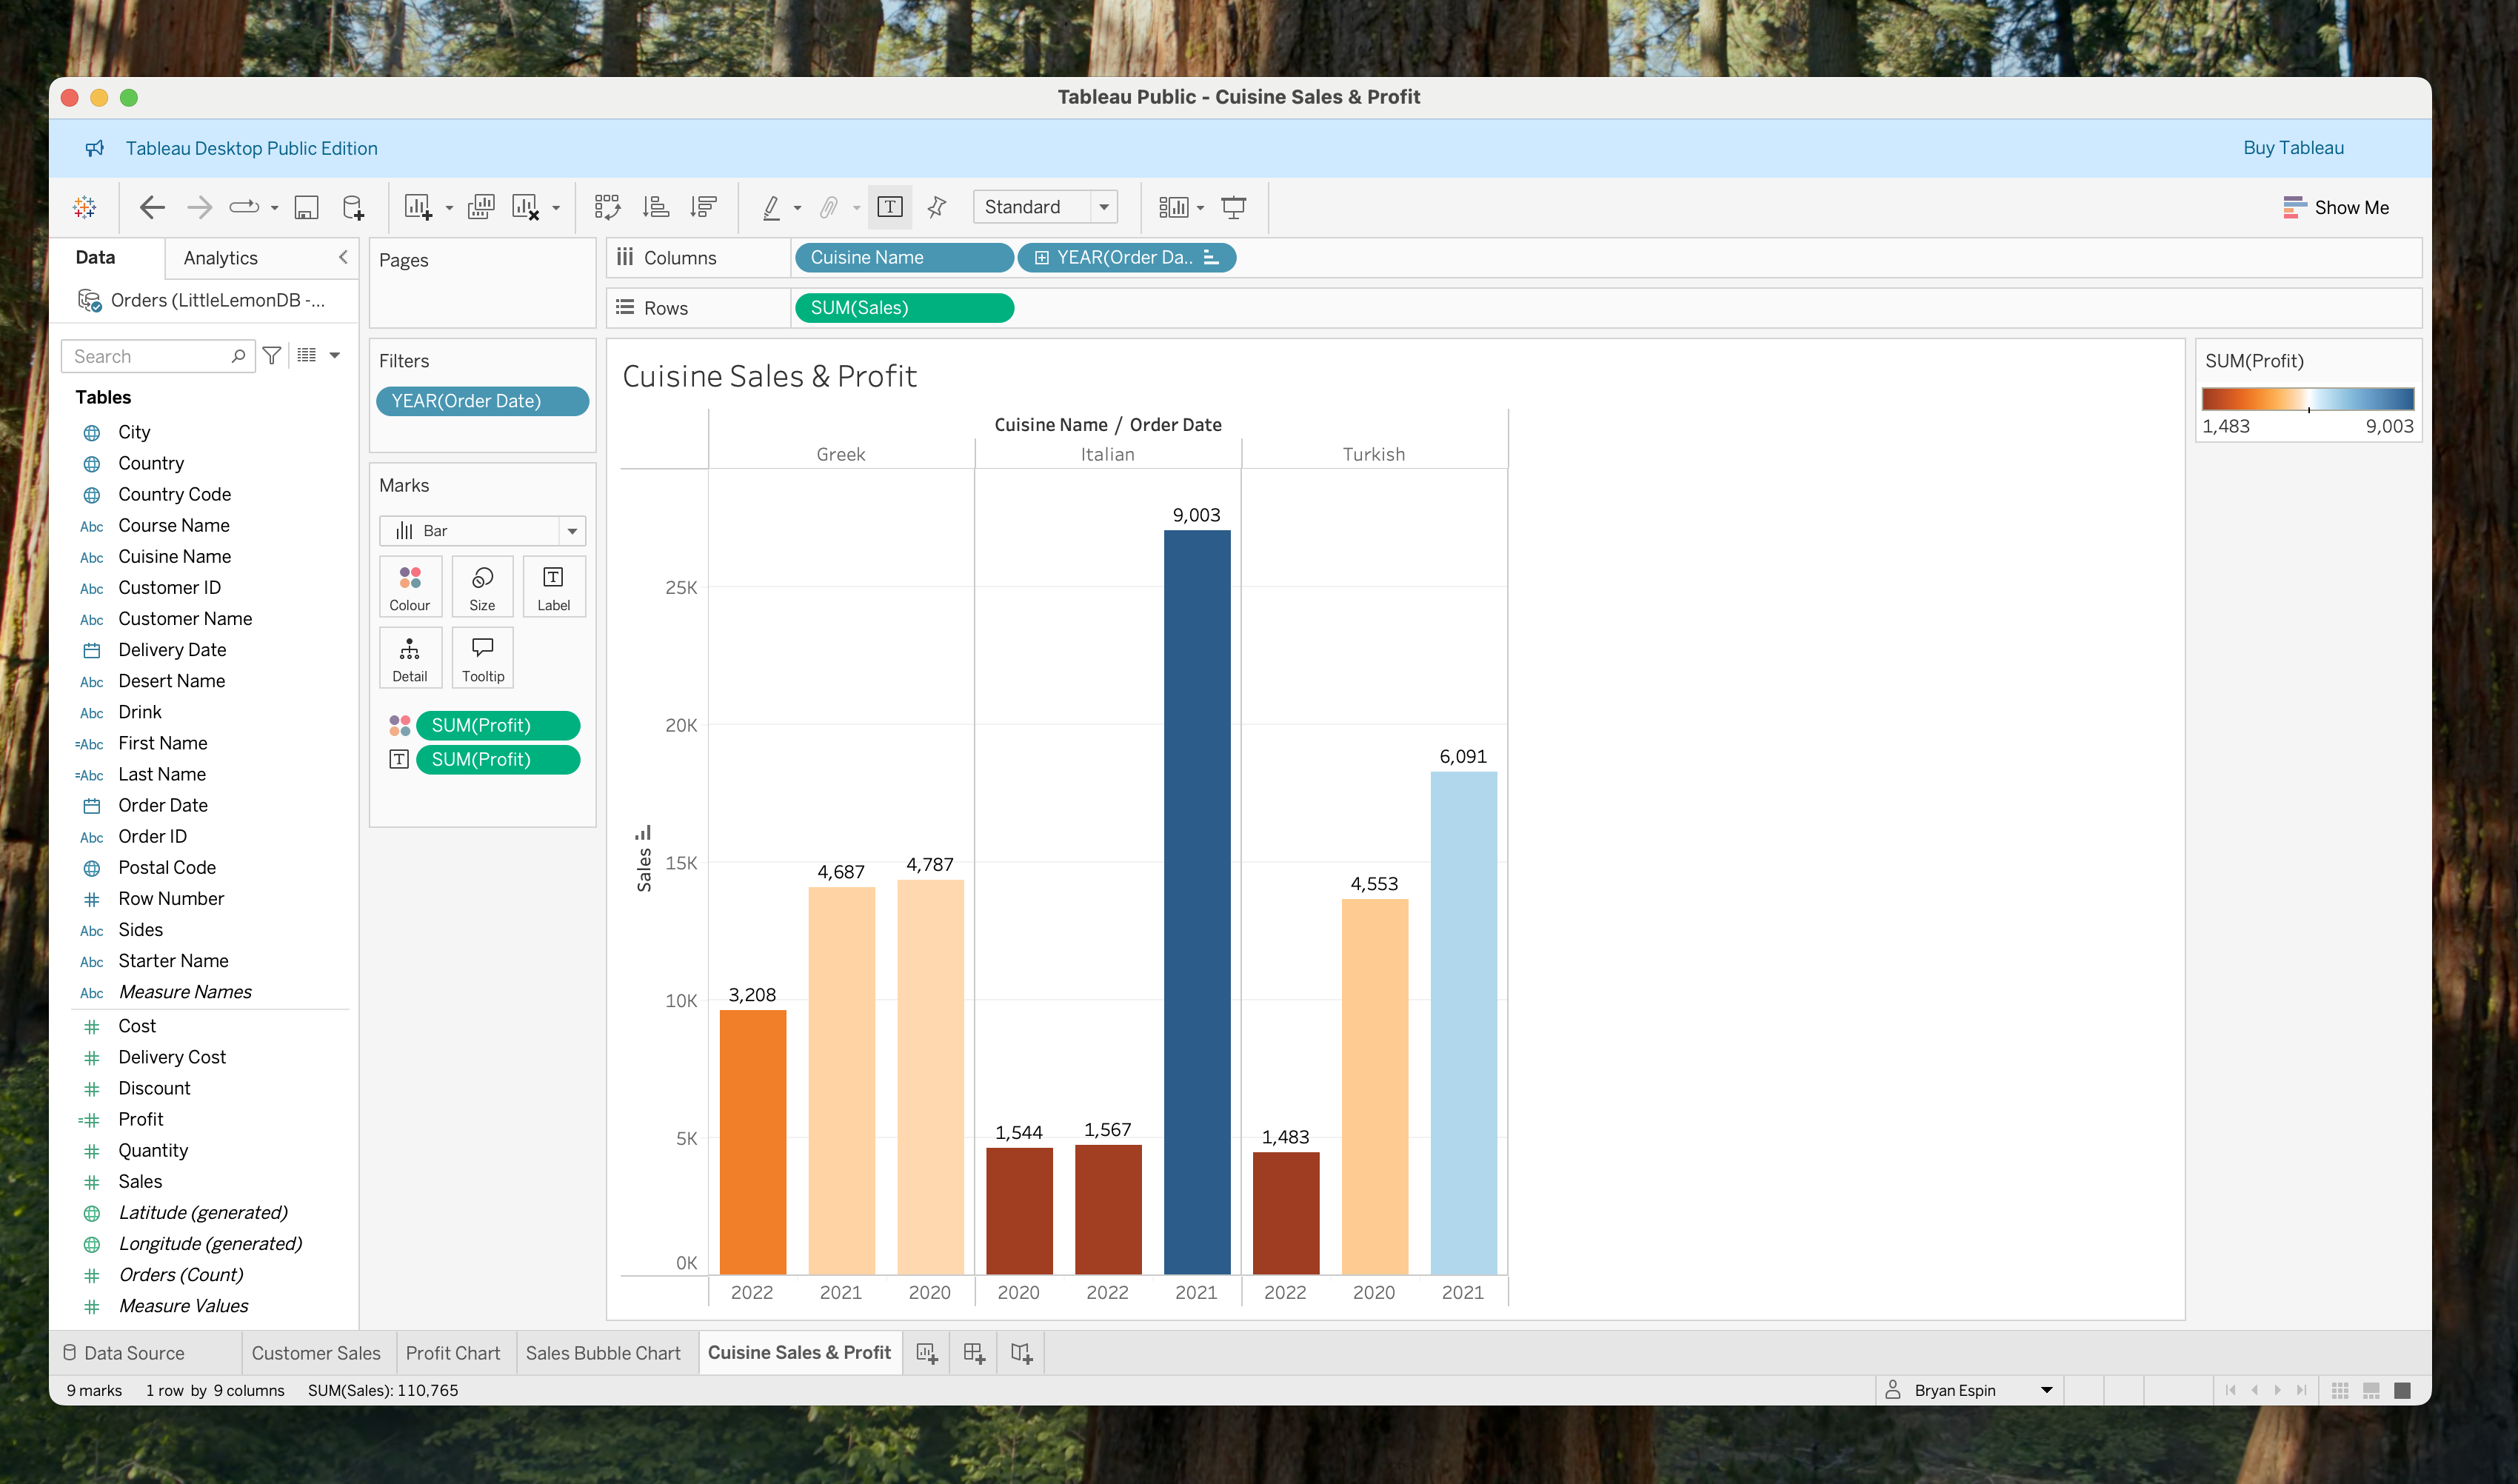 Tableau Public - Cuisine Sales & Profit
Tableau Desktop Public Edition
Buy Tableau
Standard
Show Me
Data
Analytics
Orders (LittleLemonDB -...
Search
Tables
City
Country
Country Code
Abc Course Name
Abc Cuisine Name
Abc Customer ID
Abc Customer Name
Delivery Date
Abc Desert Name
Abc Drink
=Abc First Name
=Abc Last Name
Order Date
Abc Order ID
Postal Code
# Row Number
Abc Sides
Abc Starter Name
Abc Measure Names
# Cost
# Delivery Cost
# Discount
=# Profit
# Quantity
# Sales
Latitude (generated)
Longitude (generated)
# Orders (Count)
# Measure Values
Pages
Filters
YEAR(Order Date)
Marks
Bar
Colour
Size
T
Label
Detail
Tooltip
SUM(Profit)
T SUM(Profit)
Columns
Cuisine Name
YEAR(Order Da..
Rows
SUM(Sales)
Cuisine Sales & Profit
Cuisine Name / Order Date
Greek
Italian
Turkish
Sales
25K
20K
15K
10K
5K
0K
3,208
4,687
4,787
1,544
1,567
9,003
1,483
4,553
6,091
2022
2021
2020
2020
2022
2021
2022
2020
2021
SUM(Profit)
1,483
9,003
Data Source
Customer Sales
Profit Chart
Sales Bubble Chart
Cuisine Sales & Profit
9 marks
1 row by 9 columns
SUM(Sales): 110,765
Bryan Espin